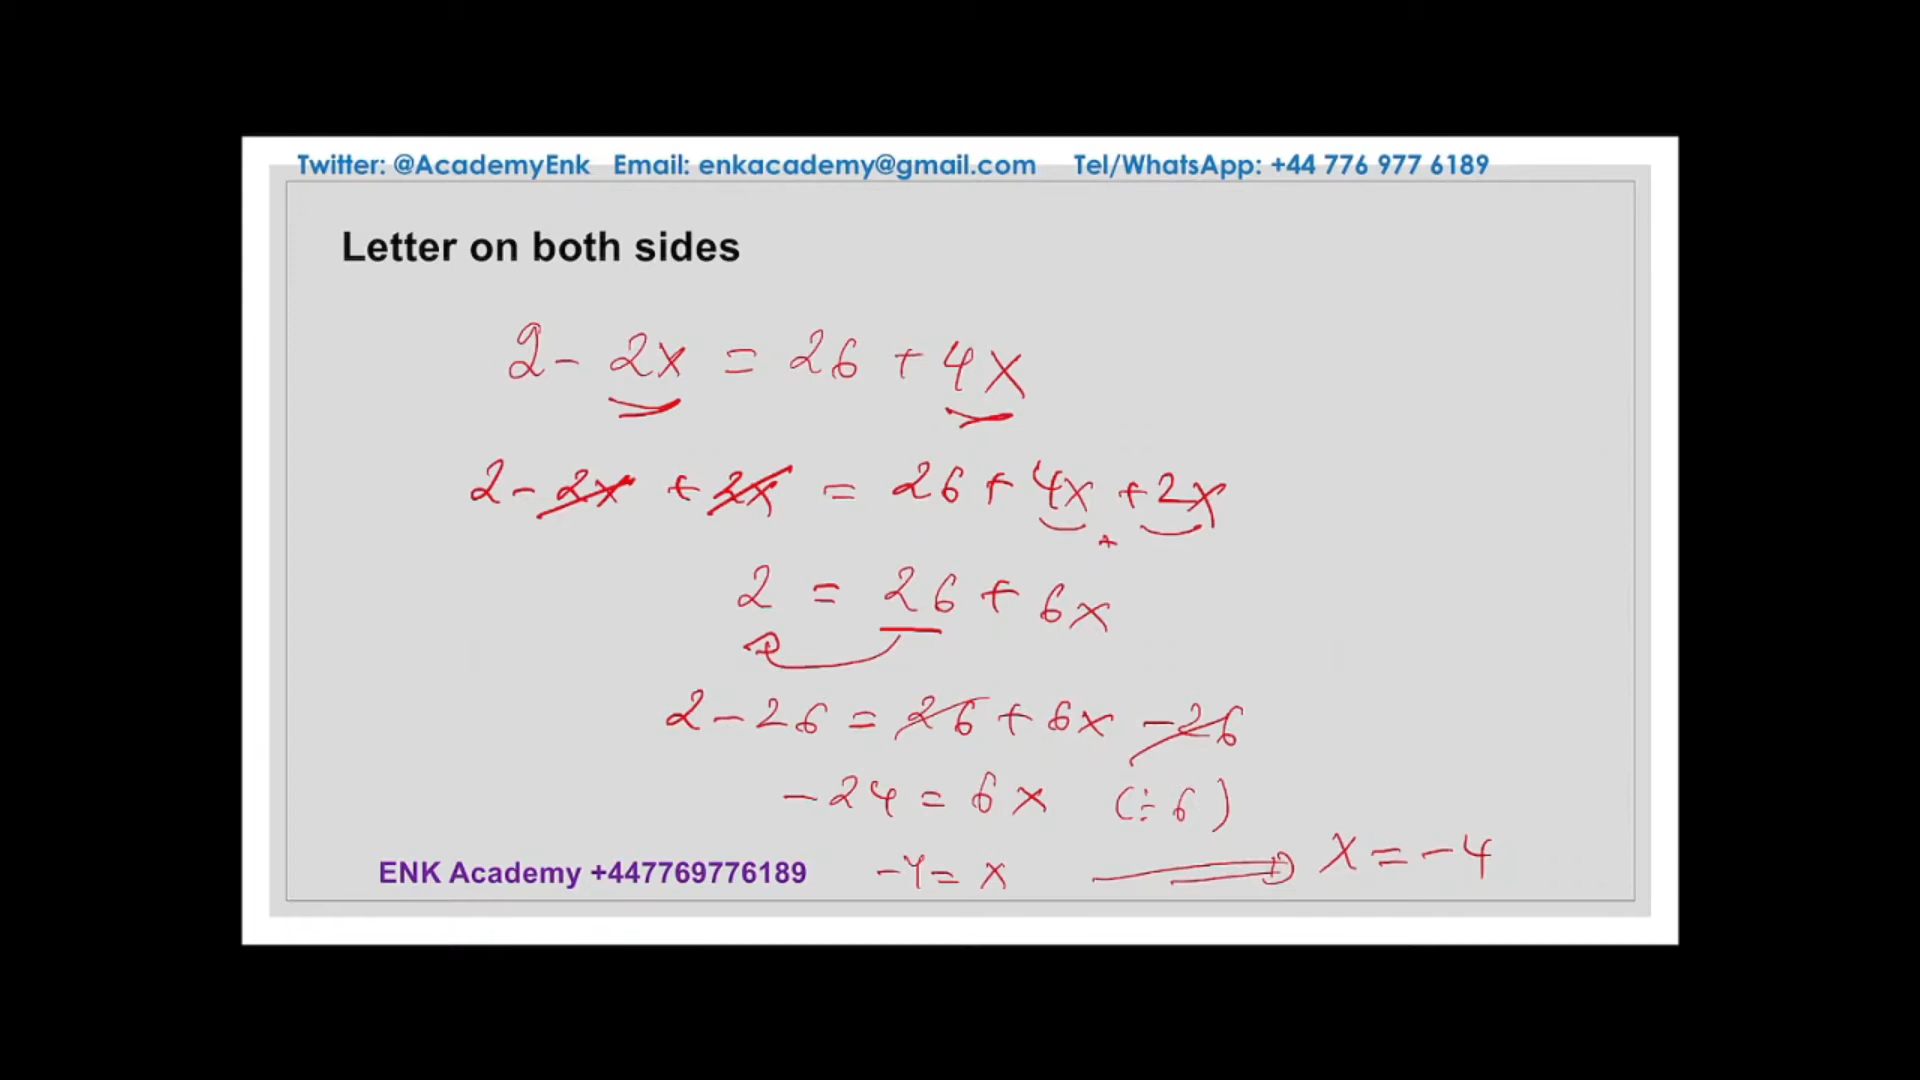 Twitter: @AcademyEnk Email: enkacademy@gmail.com Tel/WhatsApp: +44 776 977 6189
Letter on both sides
2 - 2x = 26 + 4x
2 - 2x + 2x = 26 + 4x + 2x
+
2 = 26 + 6x
2 - 26 = 26 + 6x - 26
-24 = 6x (÷6)
-4 = x x = -4
ENK Academy +447769776189